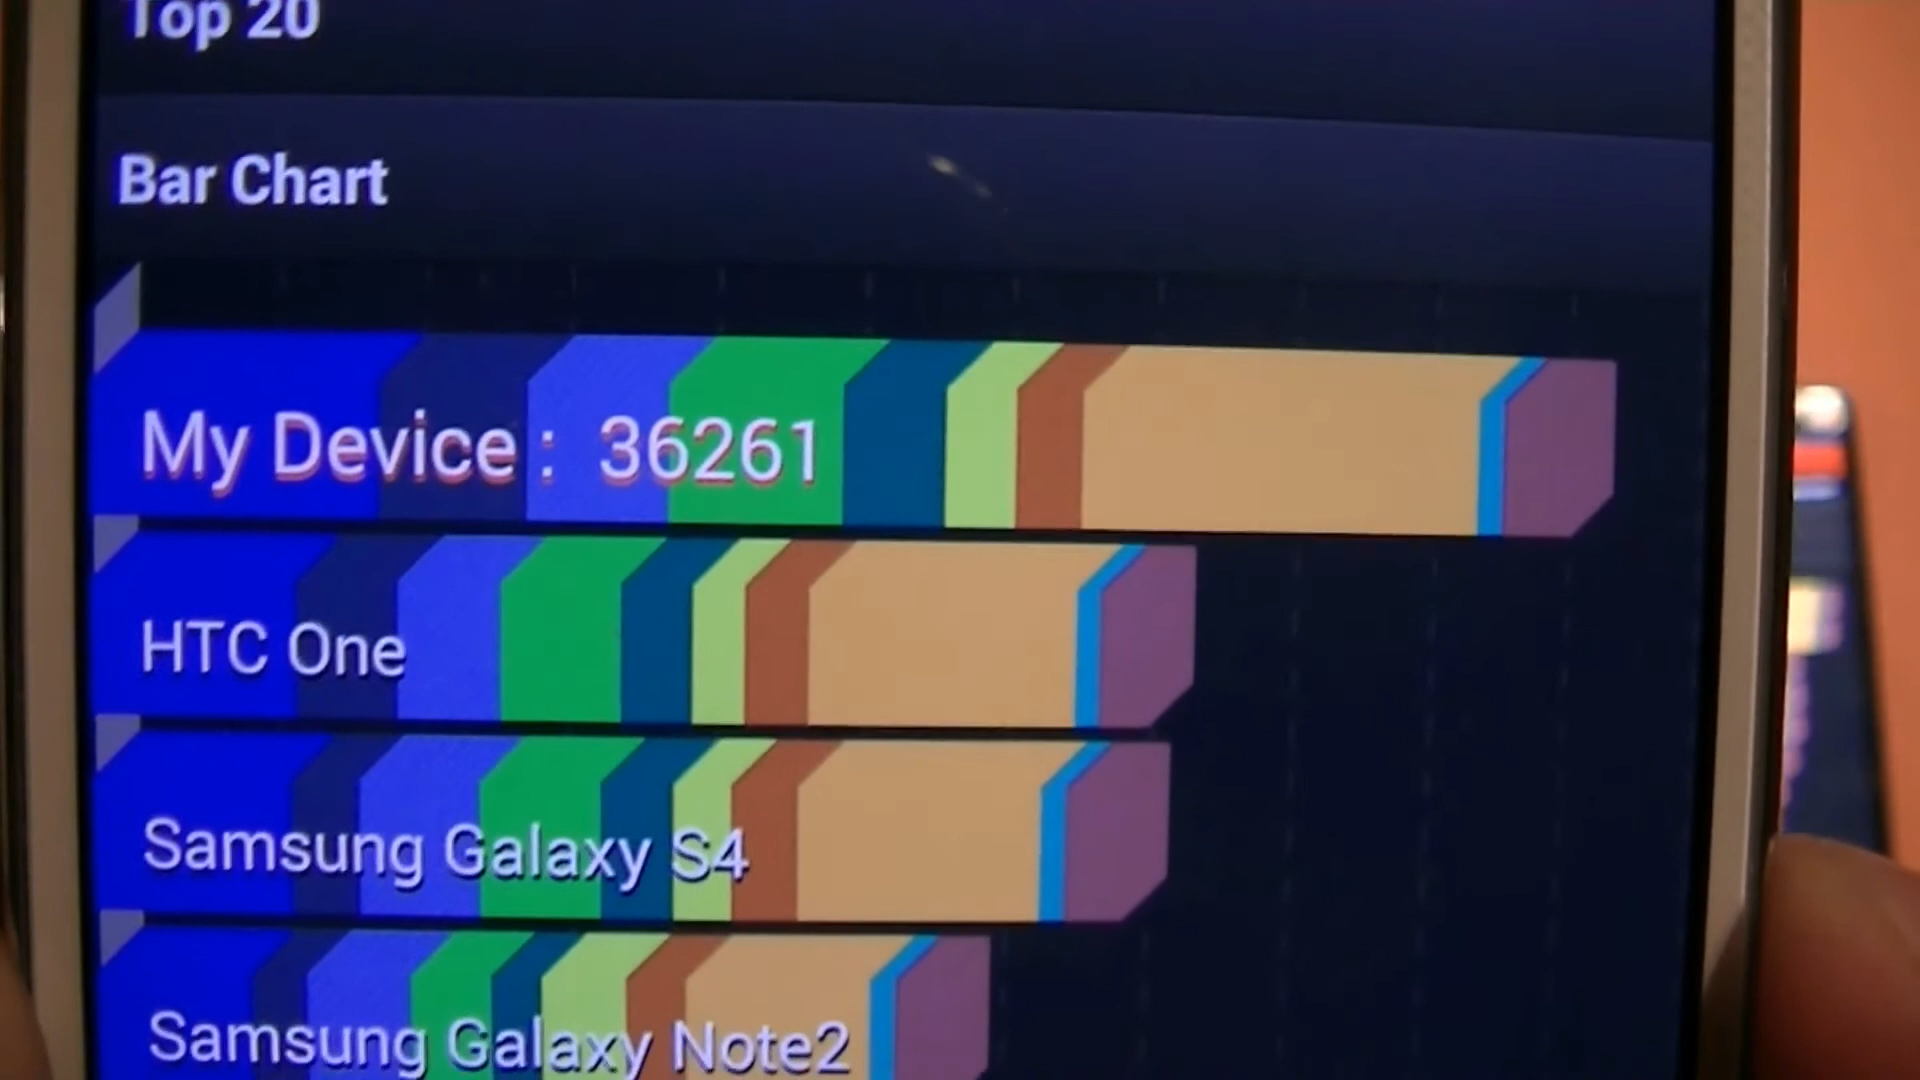 Top 20
Bar Chart
My Device : 36261
HTC One
Samsung Galaxy S4
Samsung Galaxy Note2